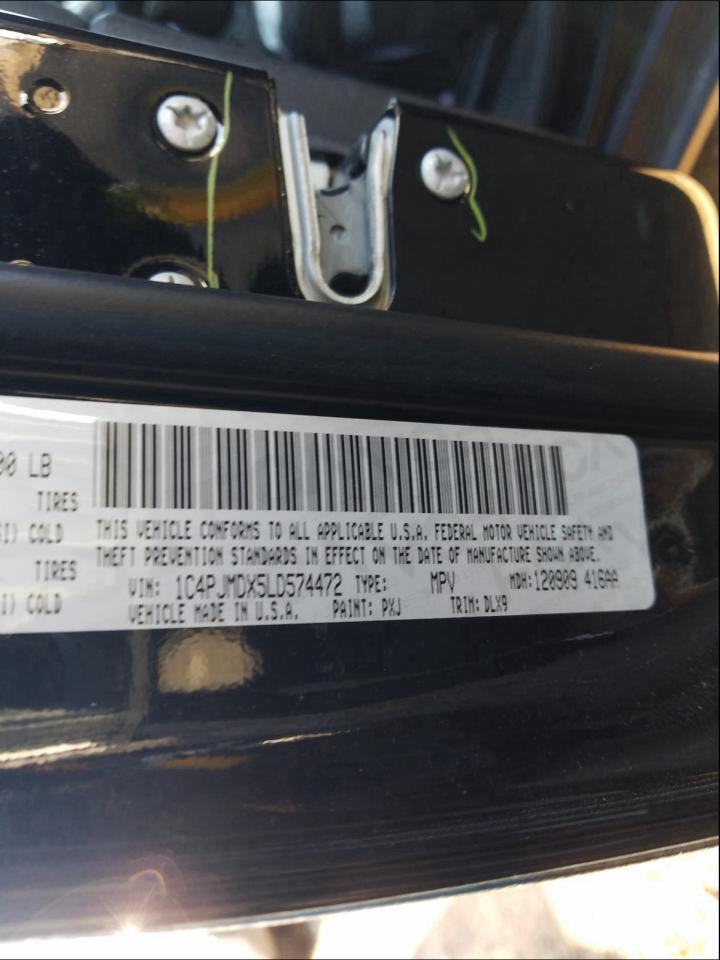 00 LB
TIRES
I) COLD
TIRES
I) COLD
THIS VEHICLE CONFORMS TO ALL APPLICABLE U.S.A. FEDERAL MOTOR VEHICLE SAFETY AND
THEFT PREVENTION STANDARDS IN EFFECT ON THE DATE OF MANUFACTURE SHOWN ABOVE.
VIN: 1C4PJMDX5LD574472 TYPE: MPV MDH: 120909 416AA
VEHICLE MADE IN U.S.A. PAINT: PXJ TRIM: DLX9